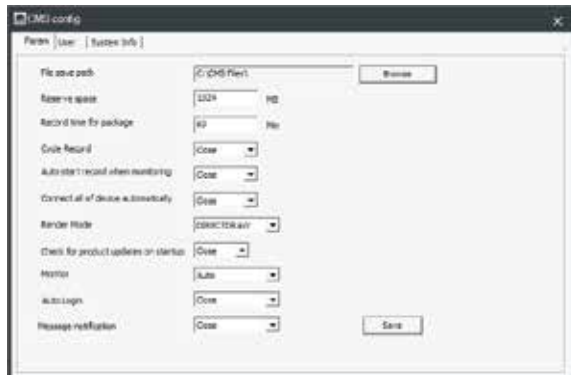 CMS config
Param User System Info
File save path C:\CMS Files\ Browse
Reserve space 1024 MB
Record time for package 60 Min
Cycle Record Close
Auto start record when monitoring Close
Connect all of device automatically Close
Render Mode DIRECTDRAW
Check for product updates on startup Close
Monitor Auto
Auto Login Close
Message notification Close Save